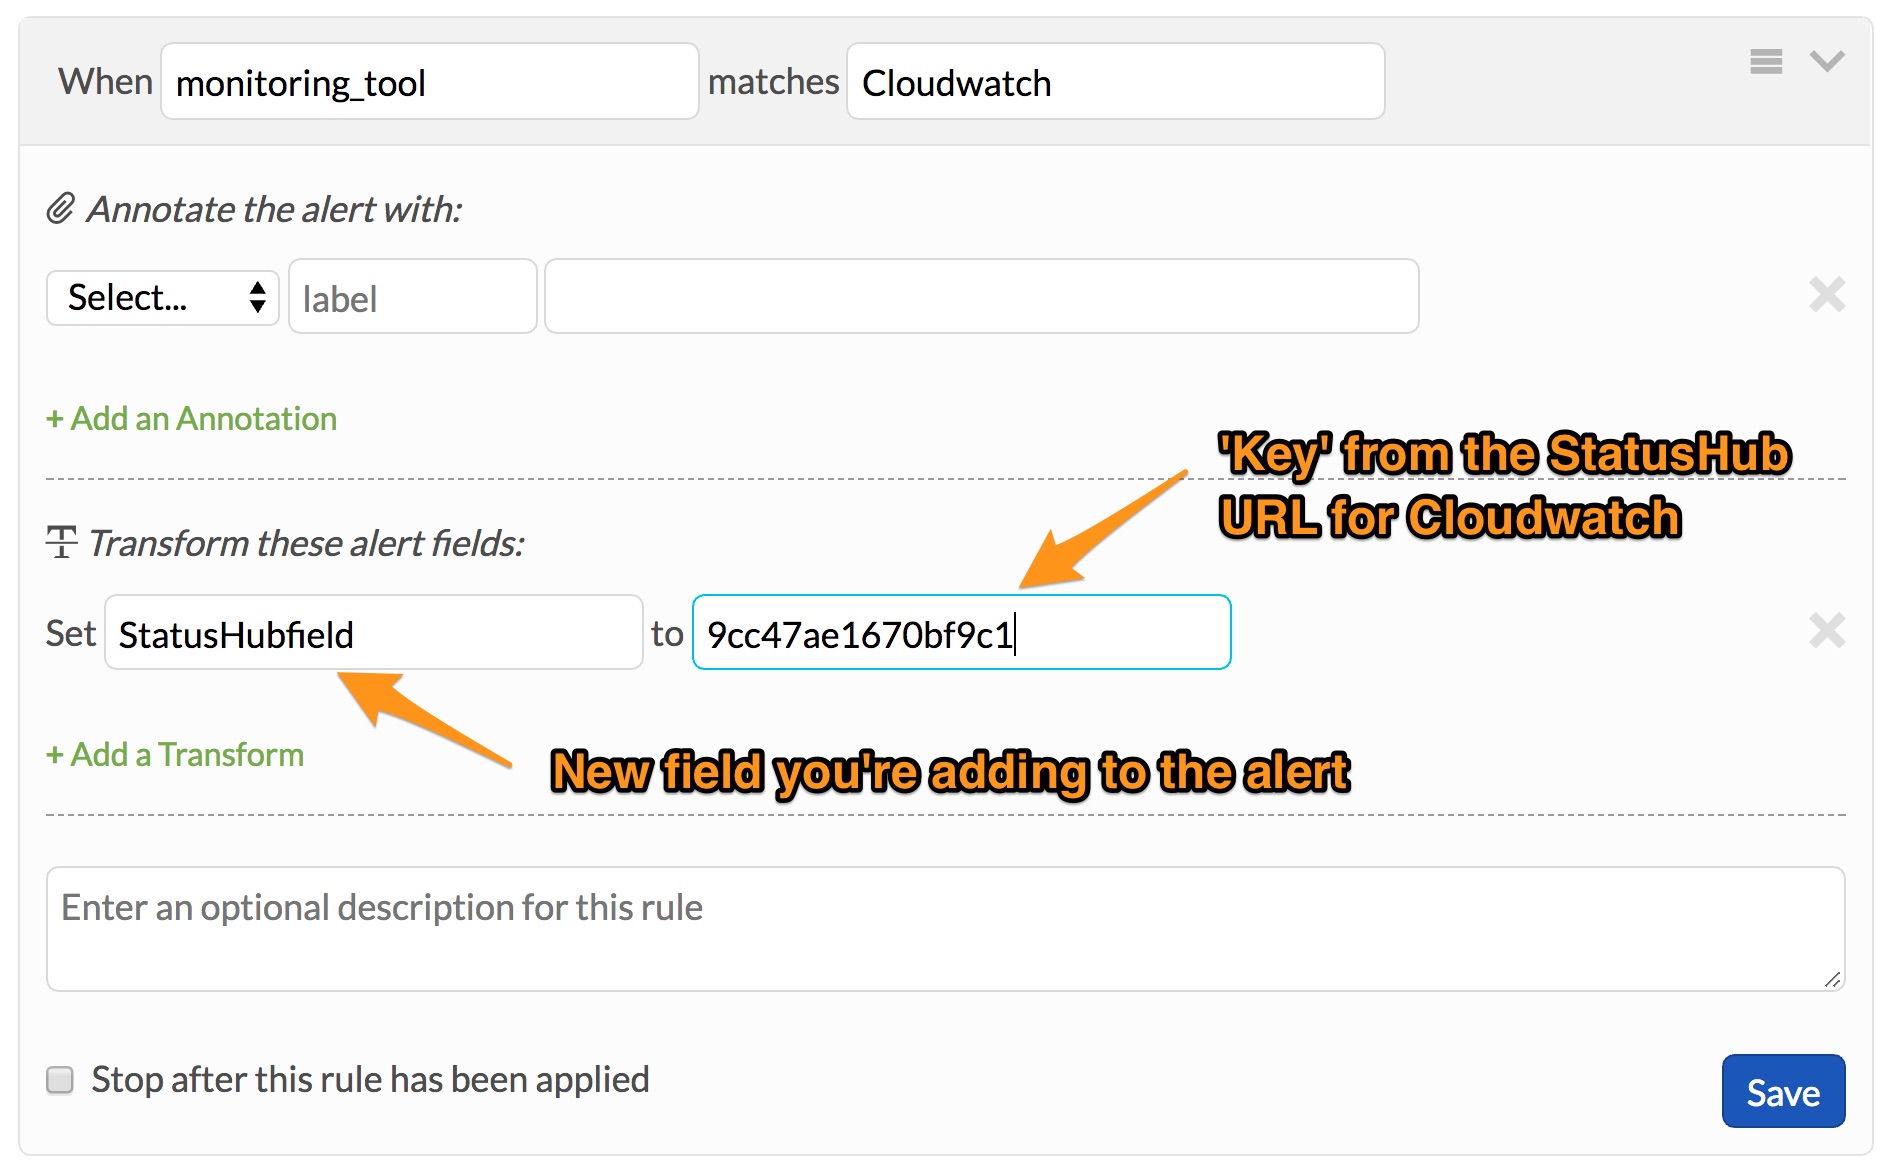 When monitoring_tool matches Cloudwatch
Annotate the alert with:
Select... label
+ Add an Annotation
'Key' from the StatusHub
URL for Cloudwatch
Transform these alert fields:
Set StatusHubfield to 9cc47ae1670bf9c1
+ Add a Transform
New field you're adding to the alert
Enter an optional description for this rule
Stop after this rule has been applied
Save